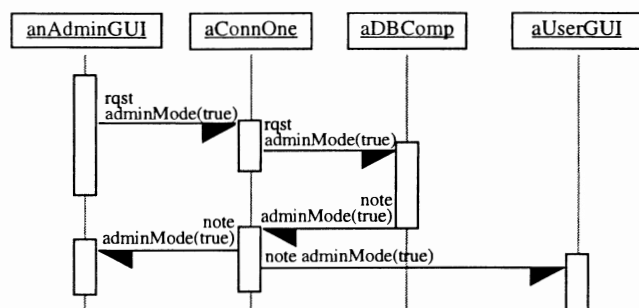 anAdminGUI
aConnOne
aDBComp
aUserGUI
rqst
adminMode(true)
rqst
adminMode(true)
note
adminMode(true)
note
adminMode(true)
note adminMode(true)